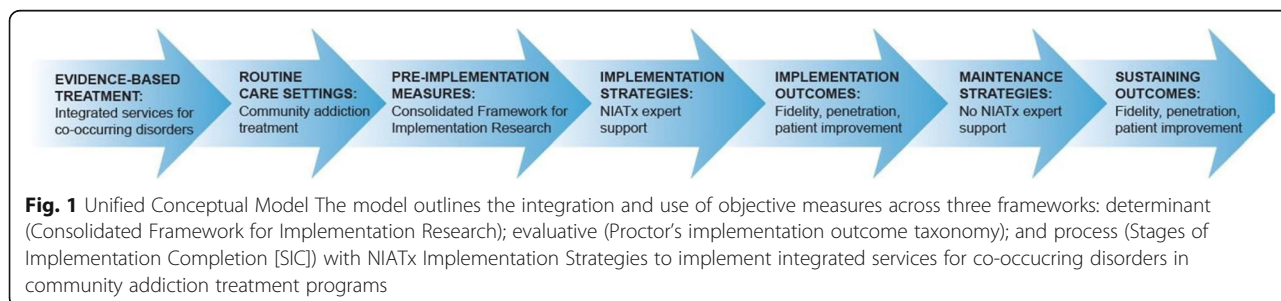 EVIDENCE-BASED
TREATMENT:
Integrated services for
co-occurring disorders
ROUTINE
CARE SETTINGS:
Community addiction
treatment
PRE-IMPLEMENTATION
MEASURES:
Consolidated Framework for
Implementation Research
IMPLEMENTATION
STRATEGIES:
NIATx expert
support
IMPLEMENTATION
OUTCOMES:
Fidelity, penetration,
patient improvement
MAINTENANCE
STRATEGIES:
No NIATx expert
support
SUSTAINING
OUTCOMES:
Fidelity, penetration,
patient improvement
Fig. 1 Unified Conceptual Model The model outlines the integration and use of objective measures across three frameworks: determinant
(Consolidated Framework for Implementation Research); evaluative (Proctor's implementation outcome taxonomy); and process (Stages of
Implementation Completion [SIC]) with NIATx Implementation Strategies to implement integrated services for co-occucring disorders in
community addiction treatment programs